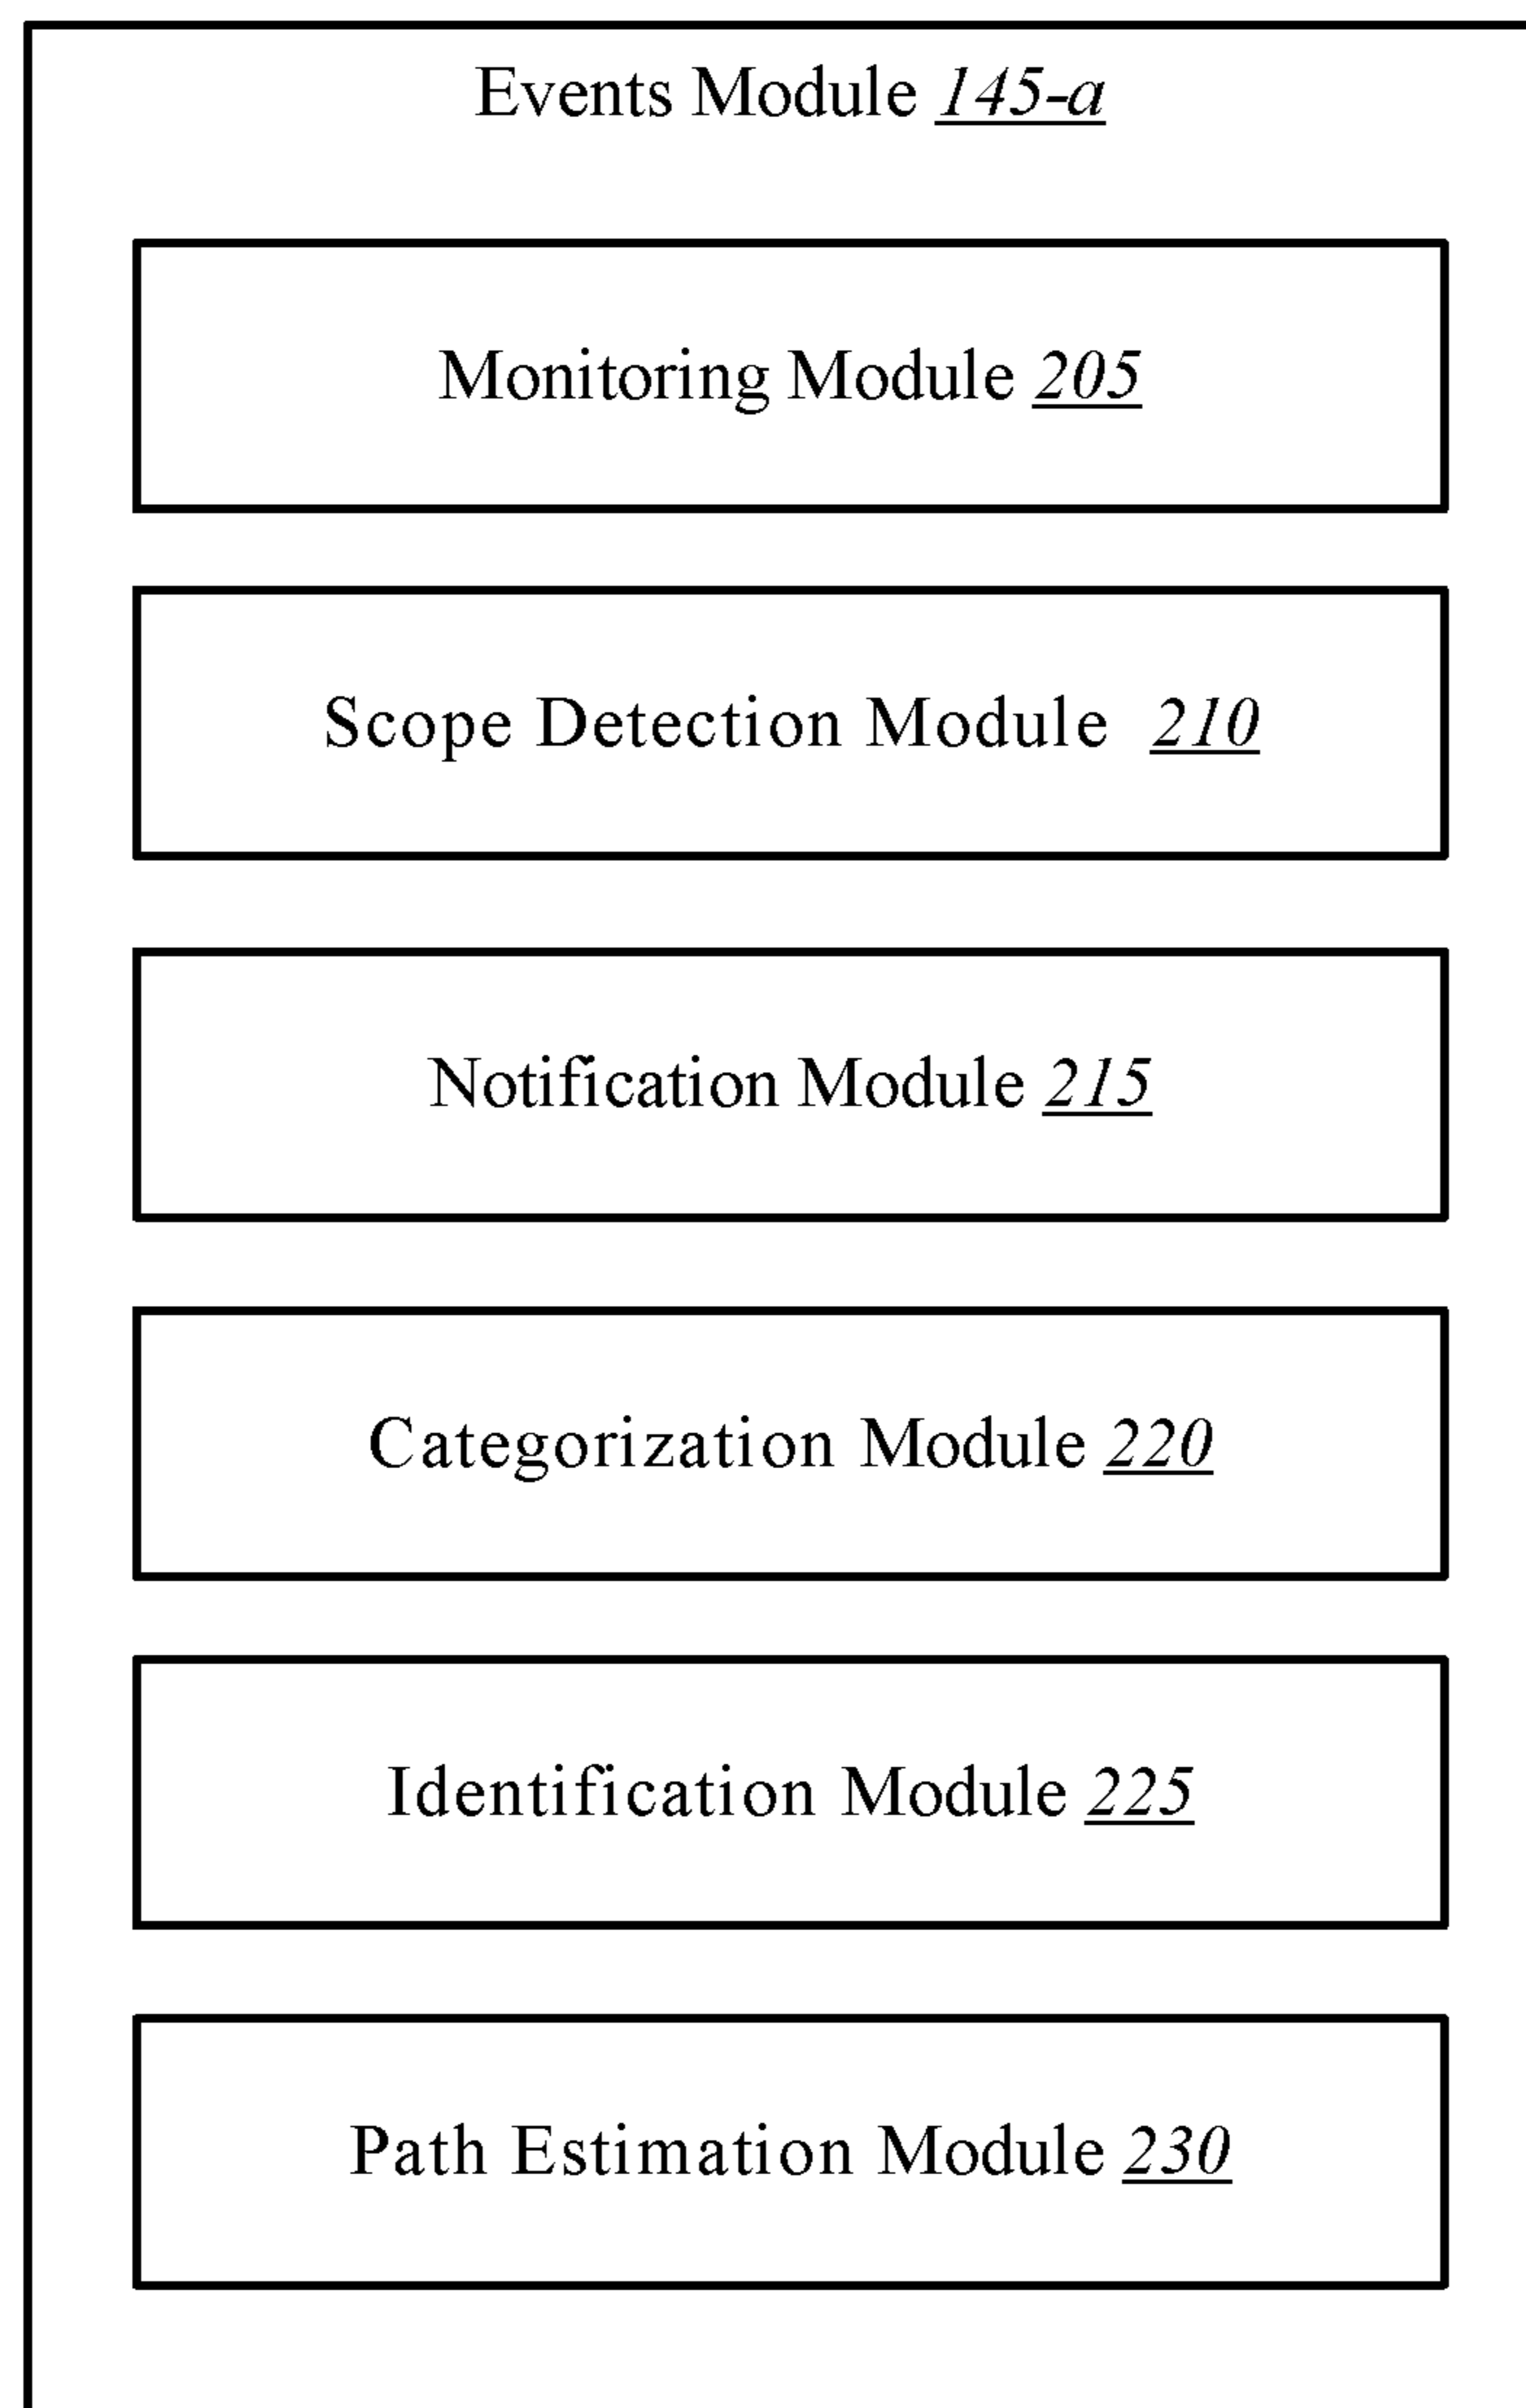 Events Module 145-a
Monitoring Module 205
Scope Detection Module 210
Notification Module 215
Categorization Module 220
Identification Module 225
Path Estimation Module 230